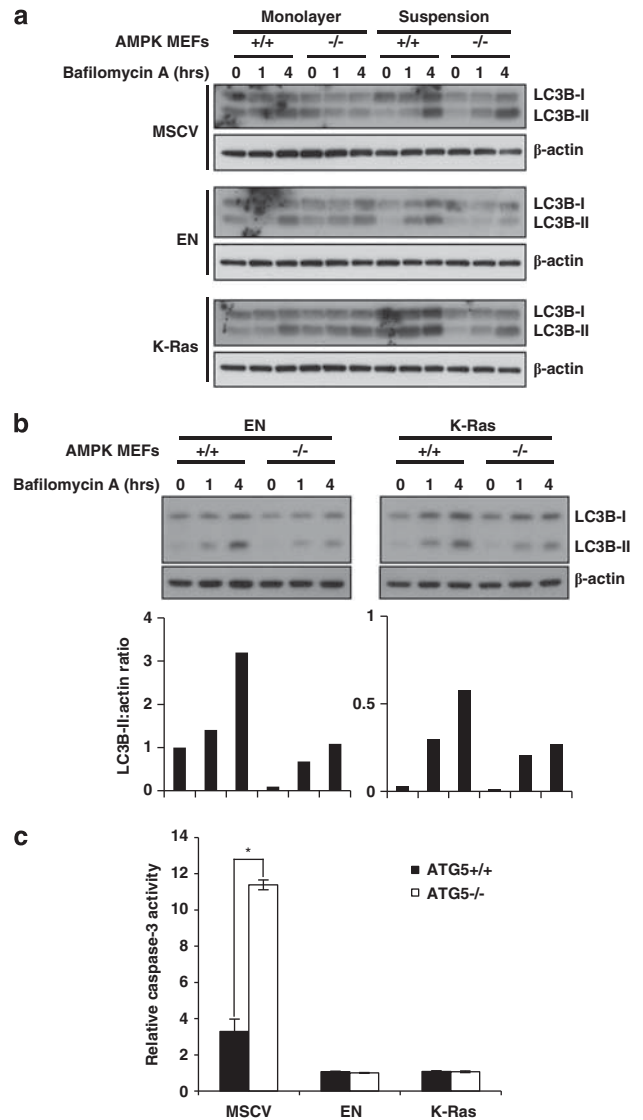 a
Monolayer Suspension
AMPK MEFs +/+ -/- +/+ -/-
Bafilomycin A (hrs) 0 1 4 0 1 4 0 1 4 0 1 4
MSCV
LC3B-I
LC3B-II
β-actin
EN
LC3B-I
LC3B-II
β-actin
K-Ras
LC3B-I
LC3B-II
β-actin
b
EN K-Ras
AMPK MEFs +/+ -/- +/+ -/-
Bafilomycin A (hrs) 0 1 4 0 1 4 0 1 4 0 1 4
LC3B-I
LC3B-II
β-actin
LC3B-II:actin ratio
4
3
2
1
0
1
0.5
0
c
Relative caspase-3 activity
14
12
10
8
6
4
2
0
*
ATG5+/+
ATG5-/-
MSCV EN K-Ras